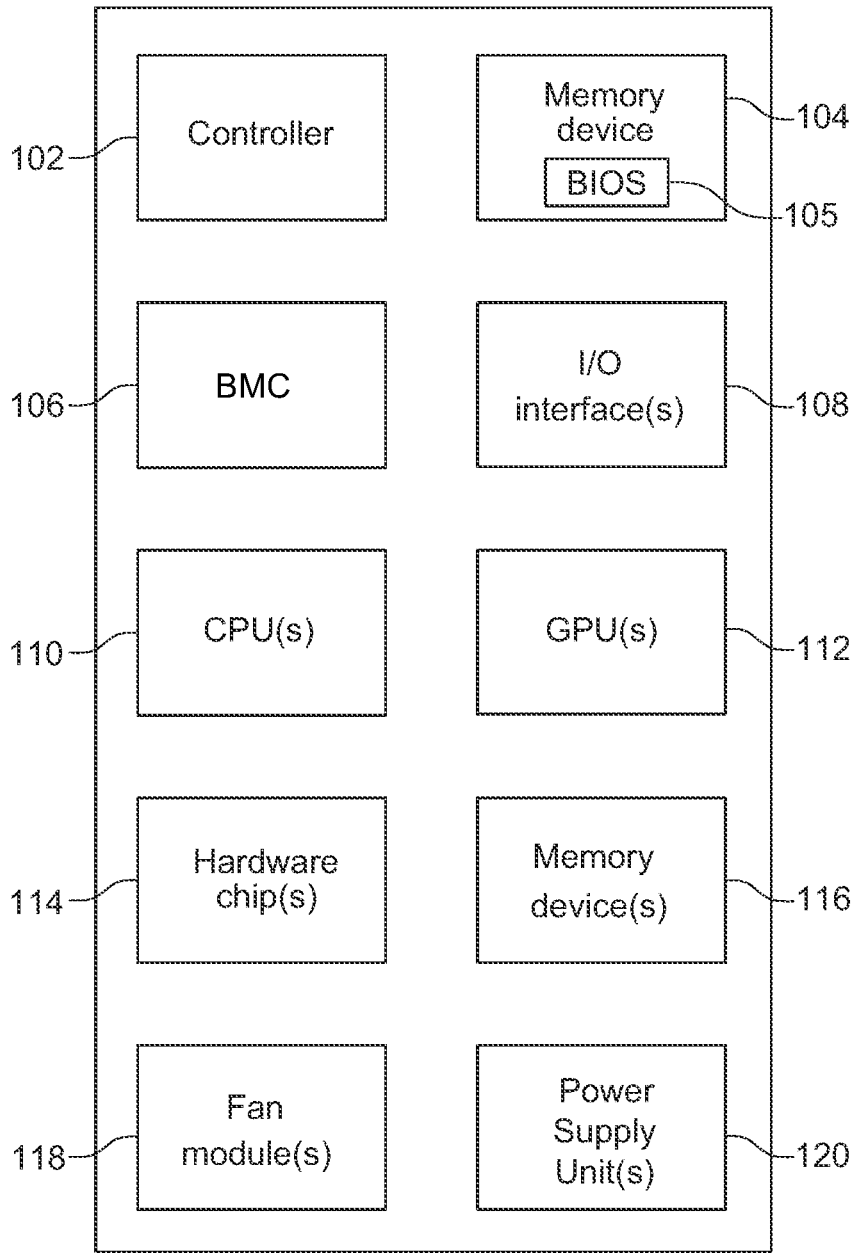 Controller
102
Memory
device
104
BIOS
105
BMC
106
I/O
interface(s)
108
CPU(s)
110
GPU(s)
112
Hardware
chip(s)
114
Memory
device(s)
116
Fan
module(s)
118
Power
Supply
Unit(s)
120